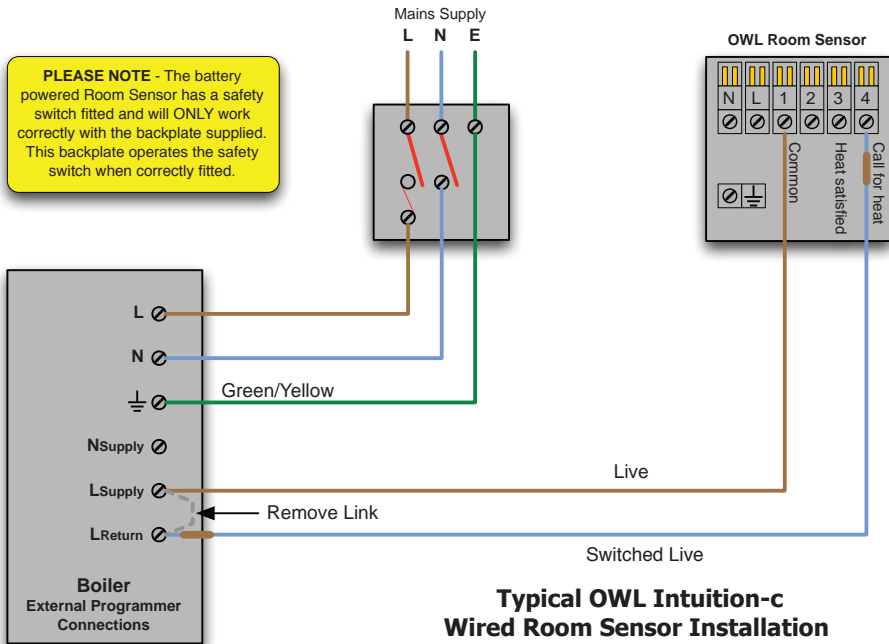 Mains Supply
L N E
PLEASE NOTE - The battery
powered Room Sensor has a safety
switch fitted and will ONLY work
correctly with the backplate supplied.
This backplate operates the safety
switch when correctly fitted.
OWL Room Sensor
N L 1 2 3 4
Common
Heat satisfied
Call for heat
L
N
Green/Yellow
NSupply
LSupply
LReturn
Live
Remove Link
Switched Live
Boiler
External Programmer
Connections
Typical OWL Intuition-c
Wired Room Sensor Installation